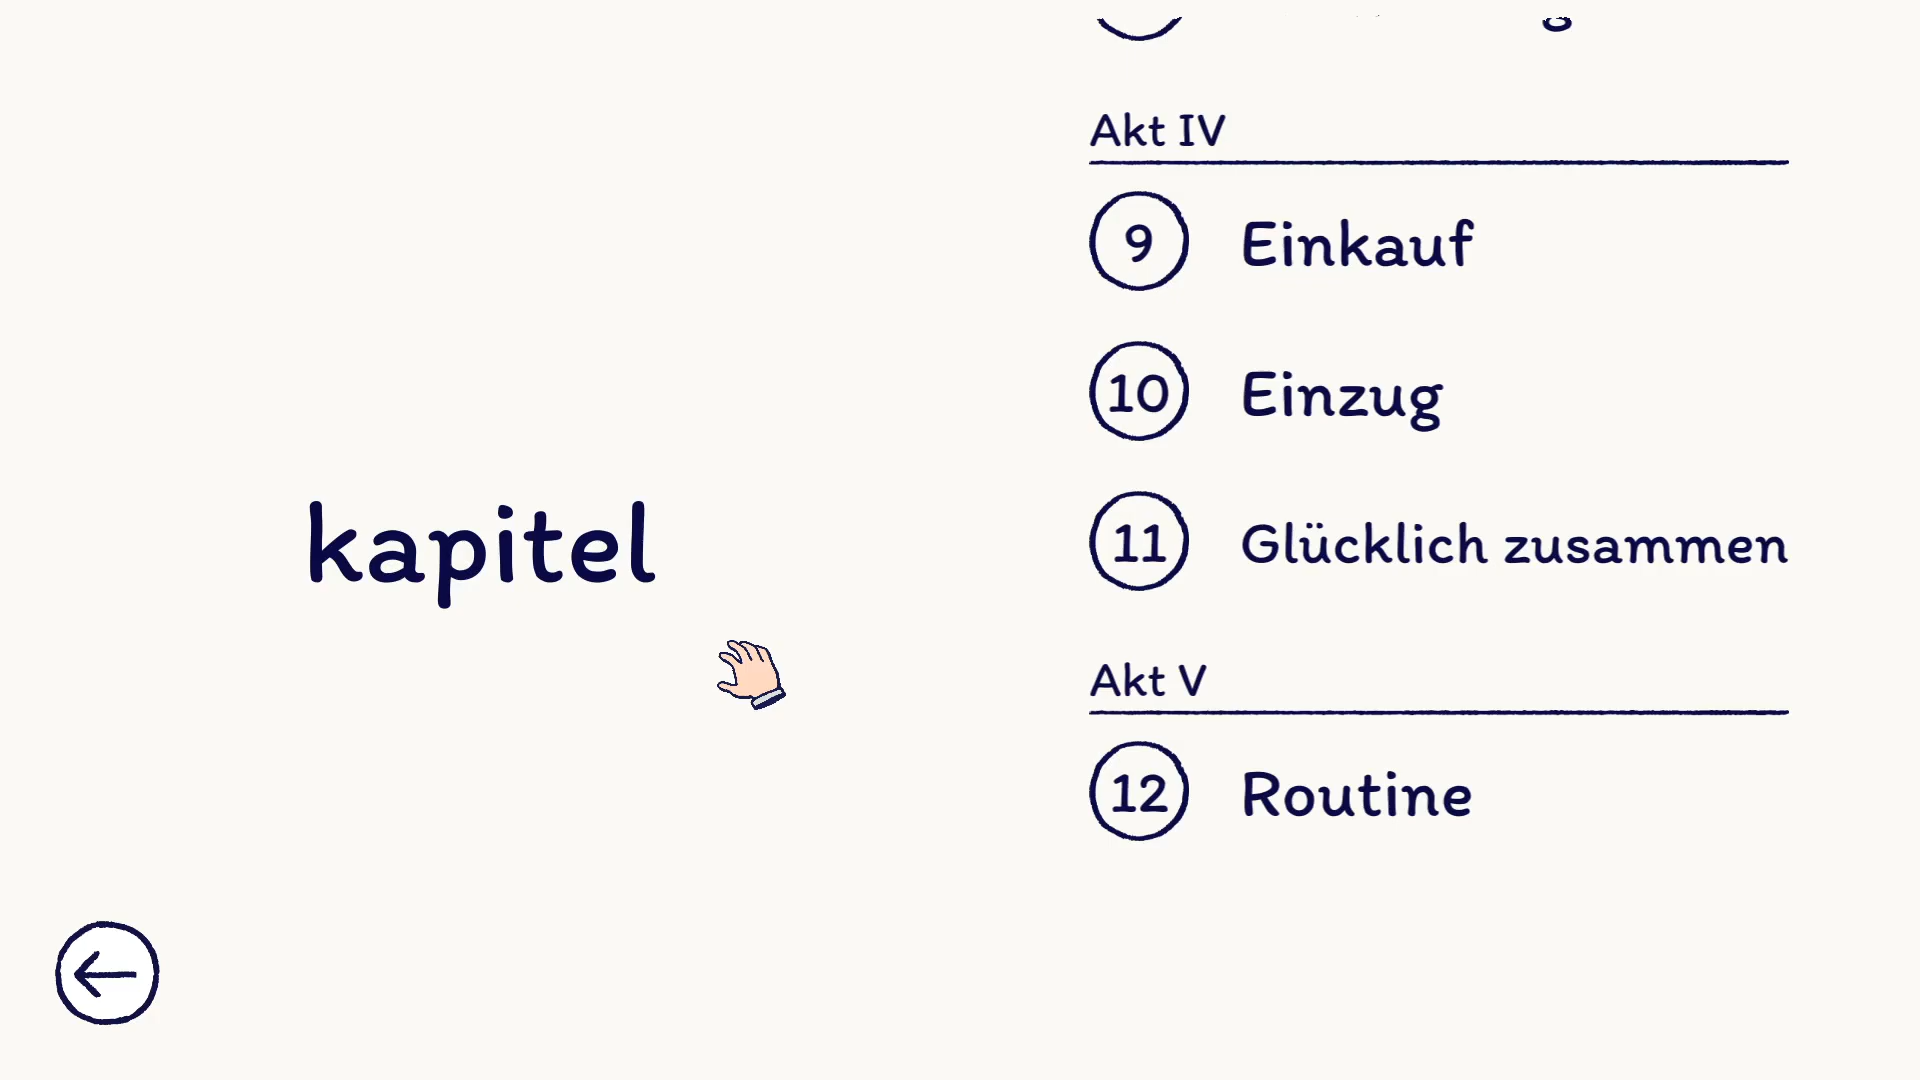 kapitel
Akt IV
9 Einkauf
10 Einzug
11 Glücklich zusammen
Akt V
12 Routine